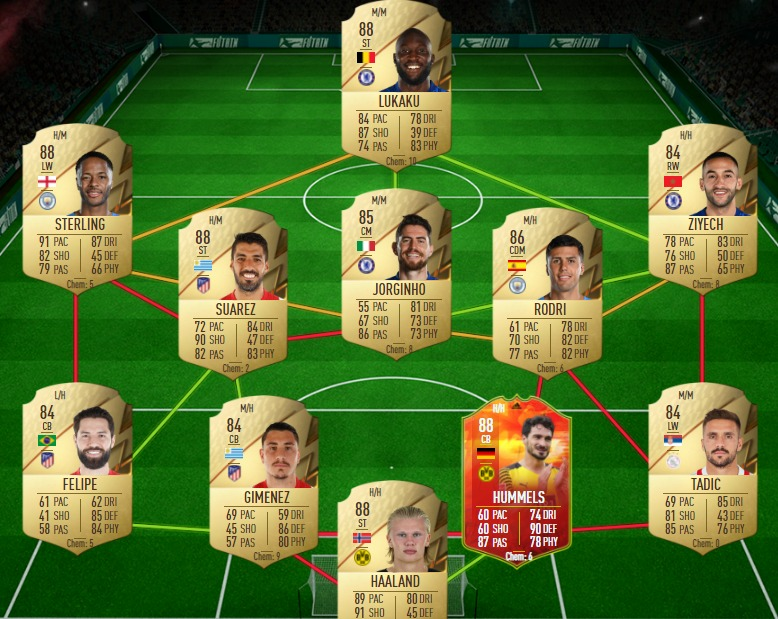 M/M
88
ST
LUKAKU
84 PAC 78 DRI
87 SHO 39 DEF
74 PAS 83 PHY
Chem: 10
H/M
88
LW
STERLING
91 PAC 87 DRI
82 SHO 45 DEF
79 PAS 66 PHY
Chem: 5
H/H
84
RW
ZIYECH
78 PAC 83 DRI
76 SHO 50 DEF
87 PAS 65 PHY
Chem: 8
H/M
88
ST
SUAREZ
72 PAC 84 DRI
90 SHO 47 DEF
82 PAS 83 PHY
Chem: 2
M/M
85
CM
JORGINHO
55 PAC 81 DRI
67 SHO 73 DEF
86 PAS 73 PHY
Chem: 8
M/H
86
CDM
RODRI
61 PAC 78 DRI
70 SHO 82 DEF
77 PAS 82 PHY
Chem: 6
L/H
84
CB
FELIPE
61 PAC 62 DRI
41 SHO 85 DEF
58 PAS 84 PHY
Chem: 5
M/H
84
CB
GIMENEZ
69 PAC 59 DRI
45 SHO 86 DEF
57 PAS 80 PHY
Chem: 9
H/H
88
ST
HAALAND
89 PAC 80 DRI
91 SHO 45 DEF
H/H
88
CB
HUMMELS
60 PAC 74 DRI
60 SHO 90 DEF
87 PAS 78 PHY
Chem: 6
M/M
84
LW
TADIC
69 PAC 85 DRI
81 SHO 43 DEF
85 PAS 76 PHY
Chem: 0